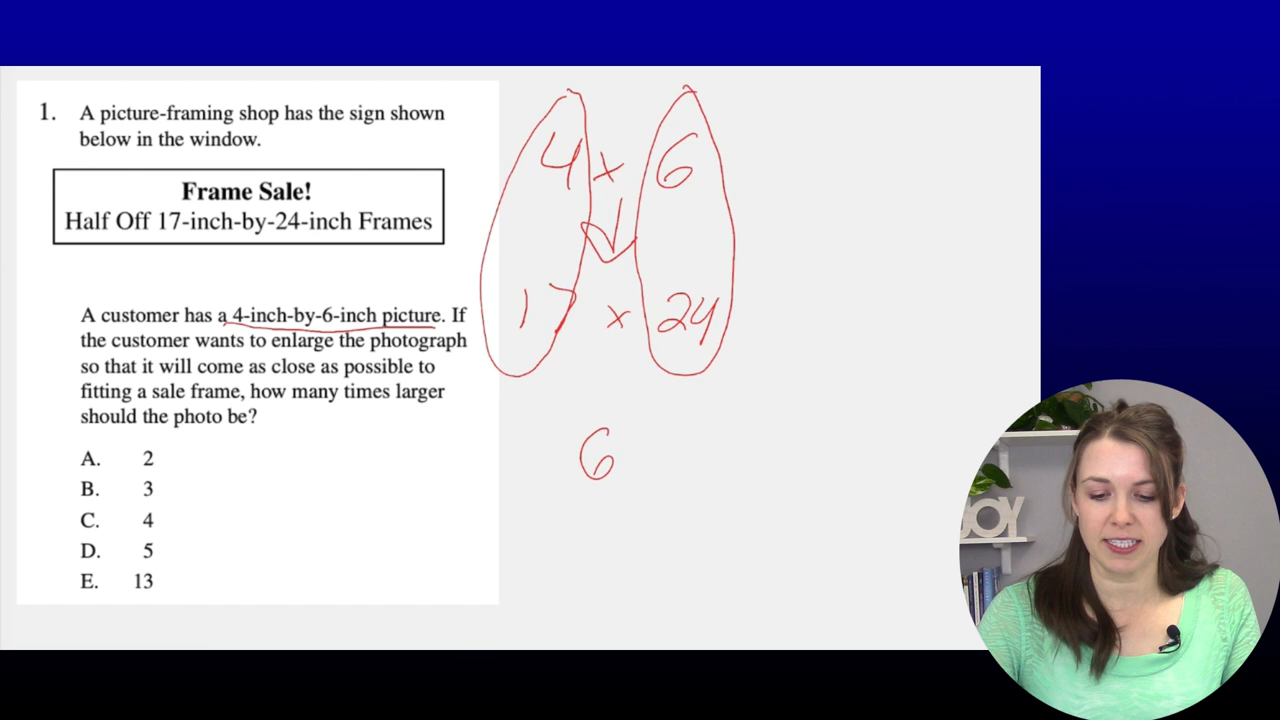 1. A picture-framing shop has the sign shown
below in the window.
Frame Sale!
Half Off 17-inch-by-24-inch Frames
A customer has a 4-inch-by-6-inch picture. If
the customer wants to enlarge the photograph
so that it will come as close as possible to
fitting a sale frame, how many times larger
should the photo be?
A. 2
B. 3
C. 4
D. 5
E. 13
4 x 6
17 x 24
6
JOY